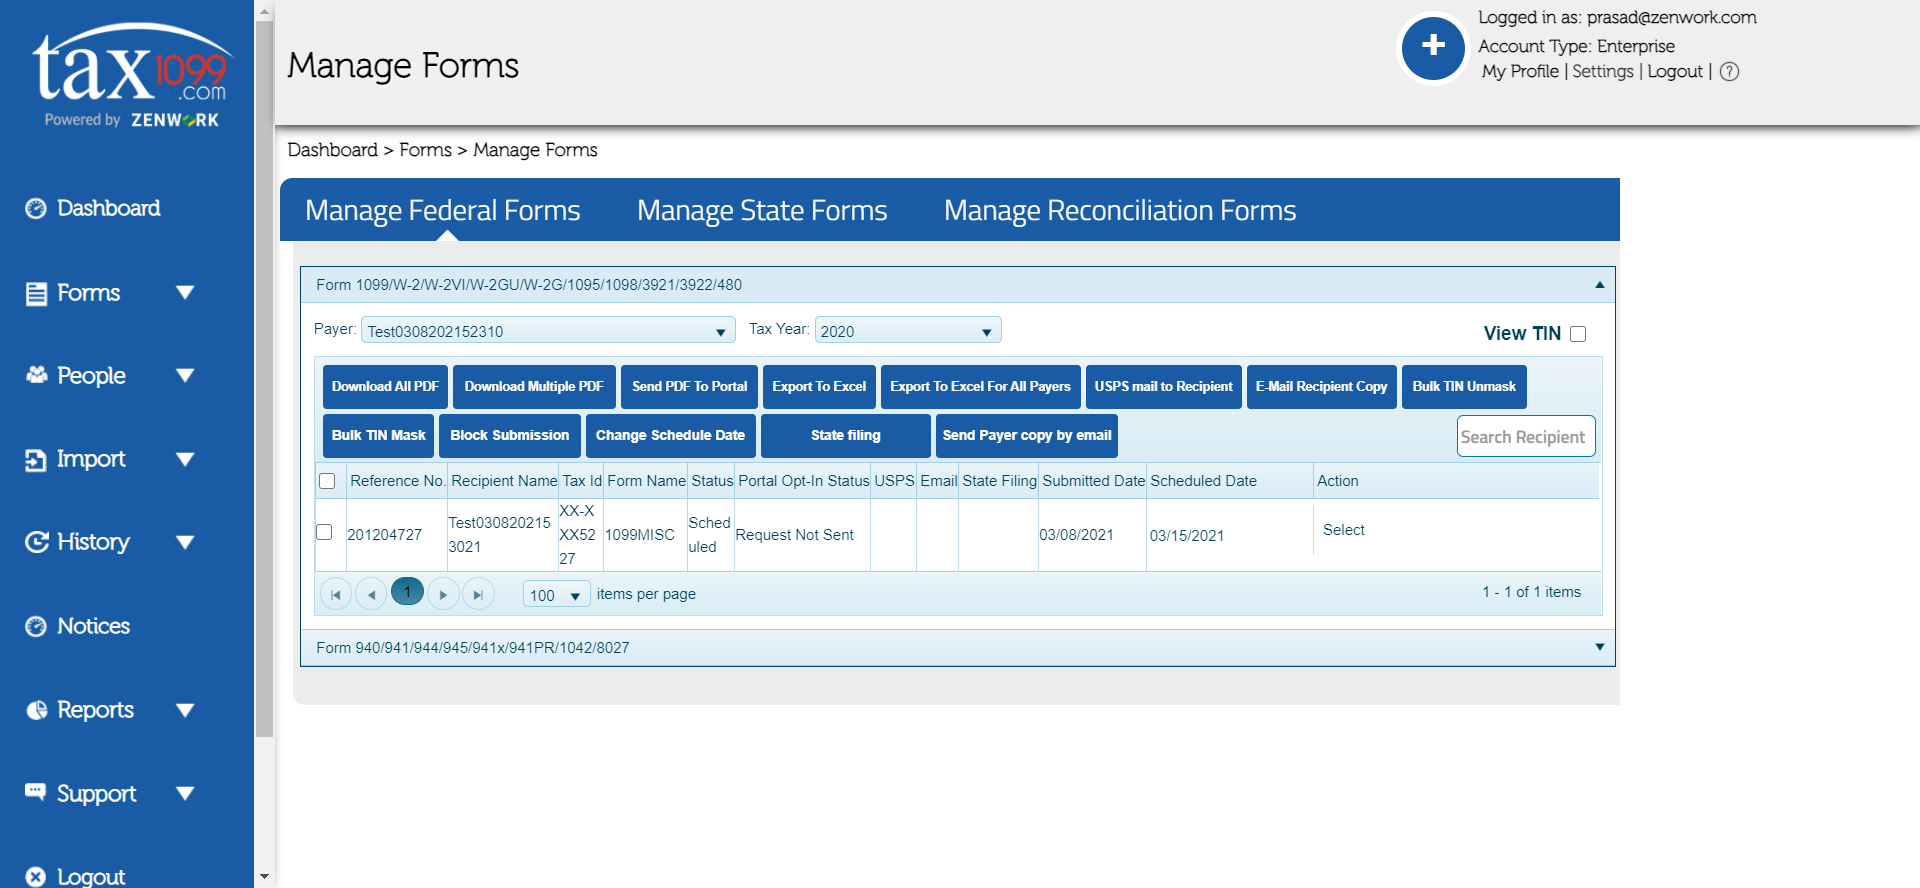 tax1099
.com
Powered by ZENWORK
Dashboard
Forms
People
Import
History
Notices
Reports
Support
Logout
Manage Forms
Logged in as: prasad@zenwork.com
Account Type: Enterprise
My Profile | Settings | Logout | ?
Dashboard > Forms > Manage Forms
Manage Federal Forms Manage State Forms Manage Reconciliation Forms
Form 1099/W-2/W-2VI/W-2GU/W-2G/1095/1098/3921/3922/480
Payer: Test0308202152310 Tax Year: 2020 View TIN
Download All PDF Download Multiple PDF Send PDF To Portal Export To Excel Export To Excel For All Payers USPS mail to Recipient E-Mail Recipient Copy Bulk TIN Unmask
Bulk TIN Mask Block Submission Change Schedule Date State filing Send Payer copy by email Search Recipient
Reference No. Recipient Name Tax Id Form Name Status Portal Opt-In Status USPS Email State Filing Submitted Date Scheduled Date Action
201204727 Test0308202153021 XX-XXX5227 1099MISC Scheduled Request Not Sent 03/08/2021 03/15/2021 Select
1 100 items per page 1 - 1 of 1 items
Form 940/941/944/945/941x/941PR/1042/8027